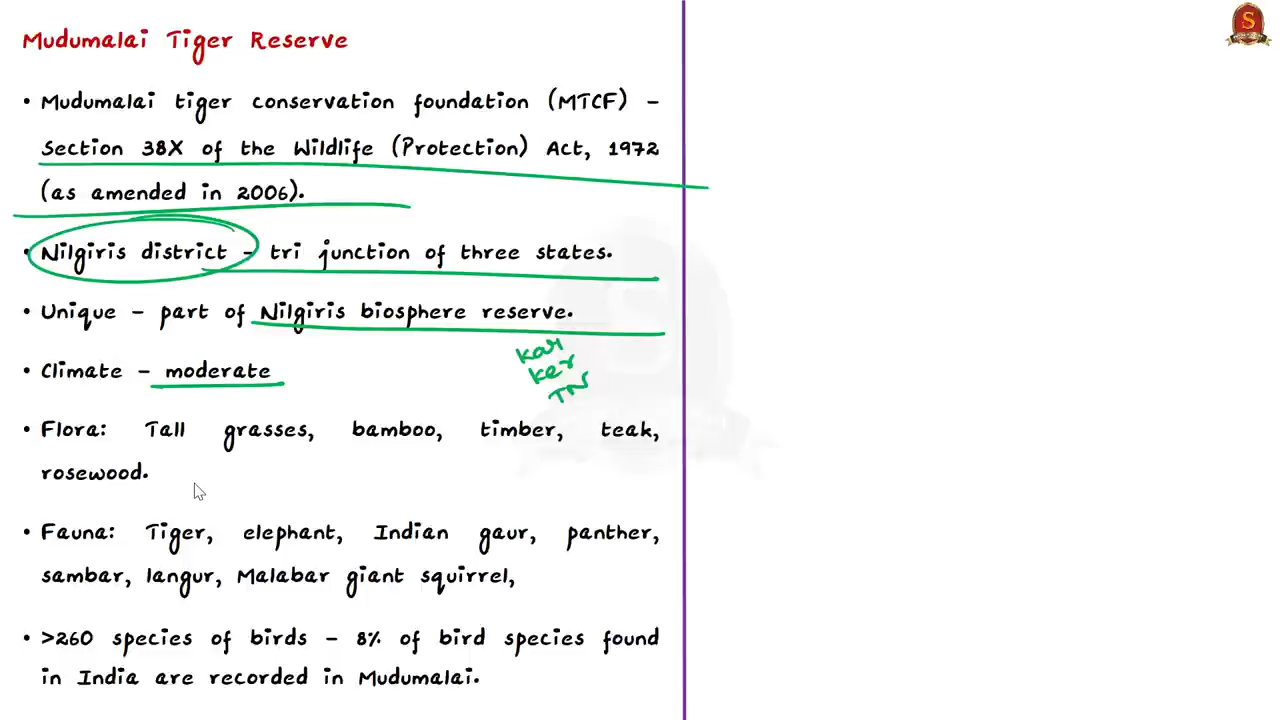 Mudumalai Tiger Reserve
• Mudumalai tiger conservation foundation (MTCF) –
Section 38X of the Wildlife (Protection) Act, 1972
(as amended in 2006).
• Nilgiris district – tri junction of three states.
• Unique – part of Nilgiris biosphere reserve.
Kar
Ker
TN
• Climate – moderate
• Flora: Tall grasses, bamboo, timber, teak,
rosewood.
• Fauna: Tiger, elephant, Indian gaur, panther,
sambar, langur, Malabar giant squirrel,
• >260 species of birds – 8% of bird species found
in India are recorded in Mudumalai.
S